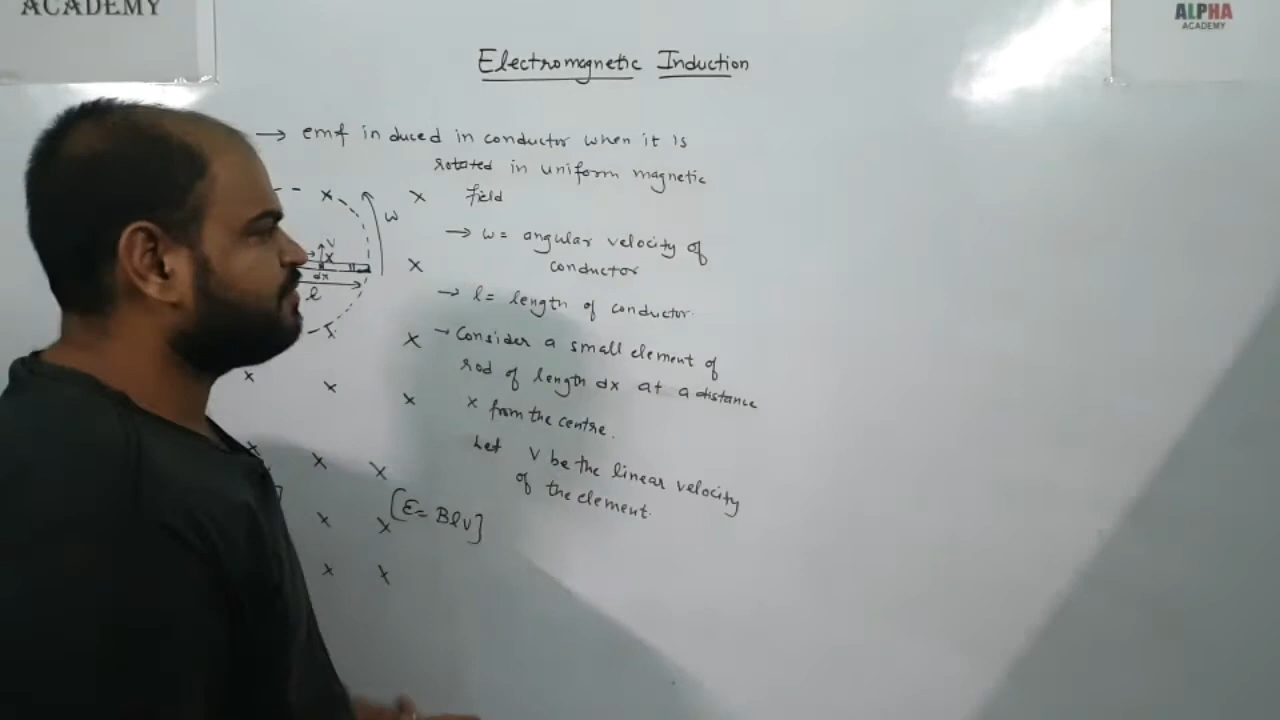 ACADEMY
ALPHA
ACADEMY
Electromagnetic Induction
→ emf induced in conductor when it is
rotated in uniform magnetic
field
ω
→ ω = angular velocity of
conductor
v
x
dx
l
→ l = length of conductor.
→ Consider a small element of
rod of length dx at a distance
x from the centre.
Let v be the linear velocity
of the element.
[ε = Blv]